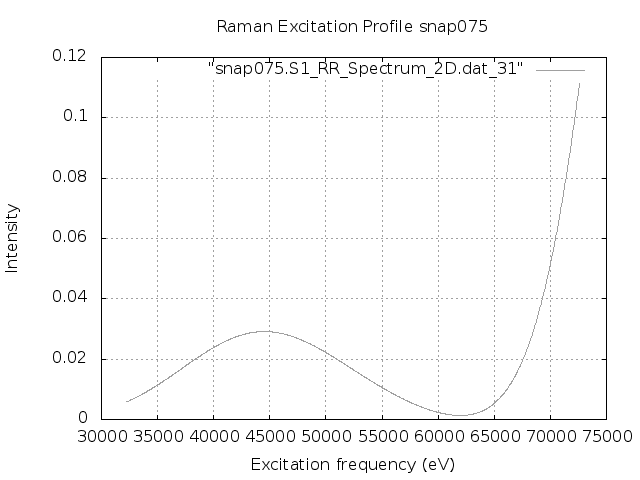 Raman Excitation Profile snap075
"snap075.S1_RR_Spectrum_2D.dat_31"
0.12
0.1
0.08
0.06
0.04
0.02
0
Intensity
30000 35000 40000 45000 50000 55000 60000 65000 70000 75000
Excitation frequency (eV)